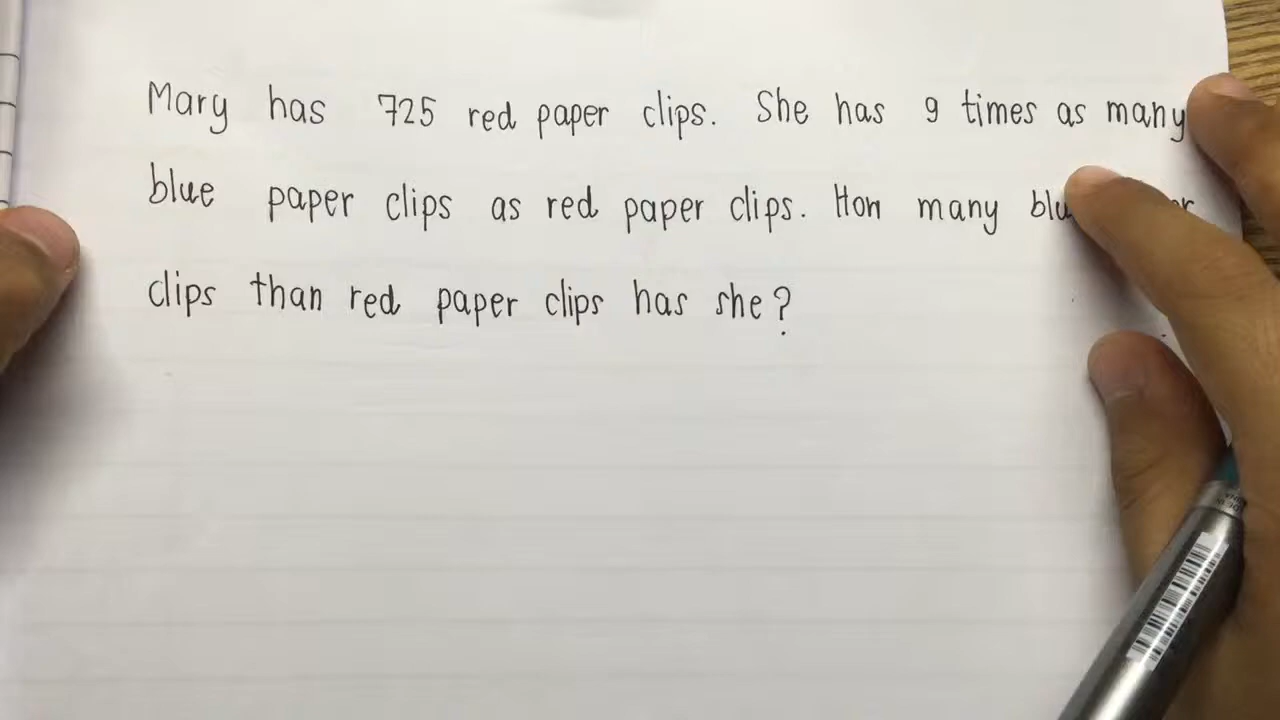 Mary has 725 red paper clips. She has 9 times as many
blue paper clips as red paper clips. How many
clips than red paper clips has she?